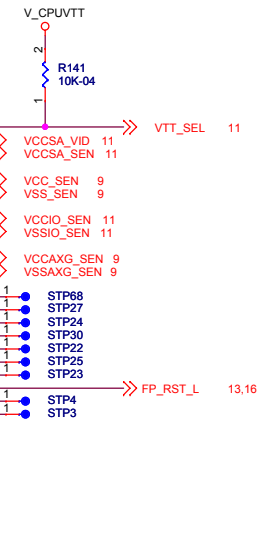 V_CPUVTT
2
R141
10K-04
1
VTT_SEL 11
VCCSA_VID 11
VCCSA_SEN 11
VCC_SEN 9
VSS_SEN 9
VCCIO_SEN 11
VSSIO_SEN 11
VCCAXG_SEN 9
VSSAXG_SEN 9
1 STP68
1 STP27
1 STP24
1 STP30
1 STP22
1 STP25
1 STP23
FP_RST_L 13,16
1 STP4
1 STP3